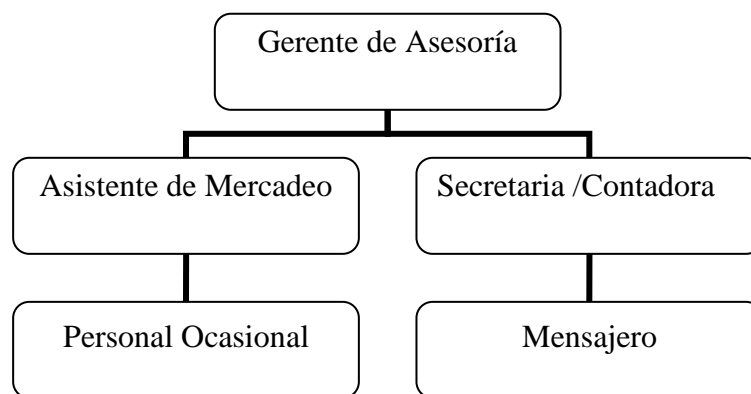 Gerente de Asesoría
Asistente de Mercadeo
Secretaria /Contadora
Personal Ocasional
Mensajero